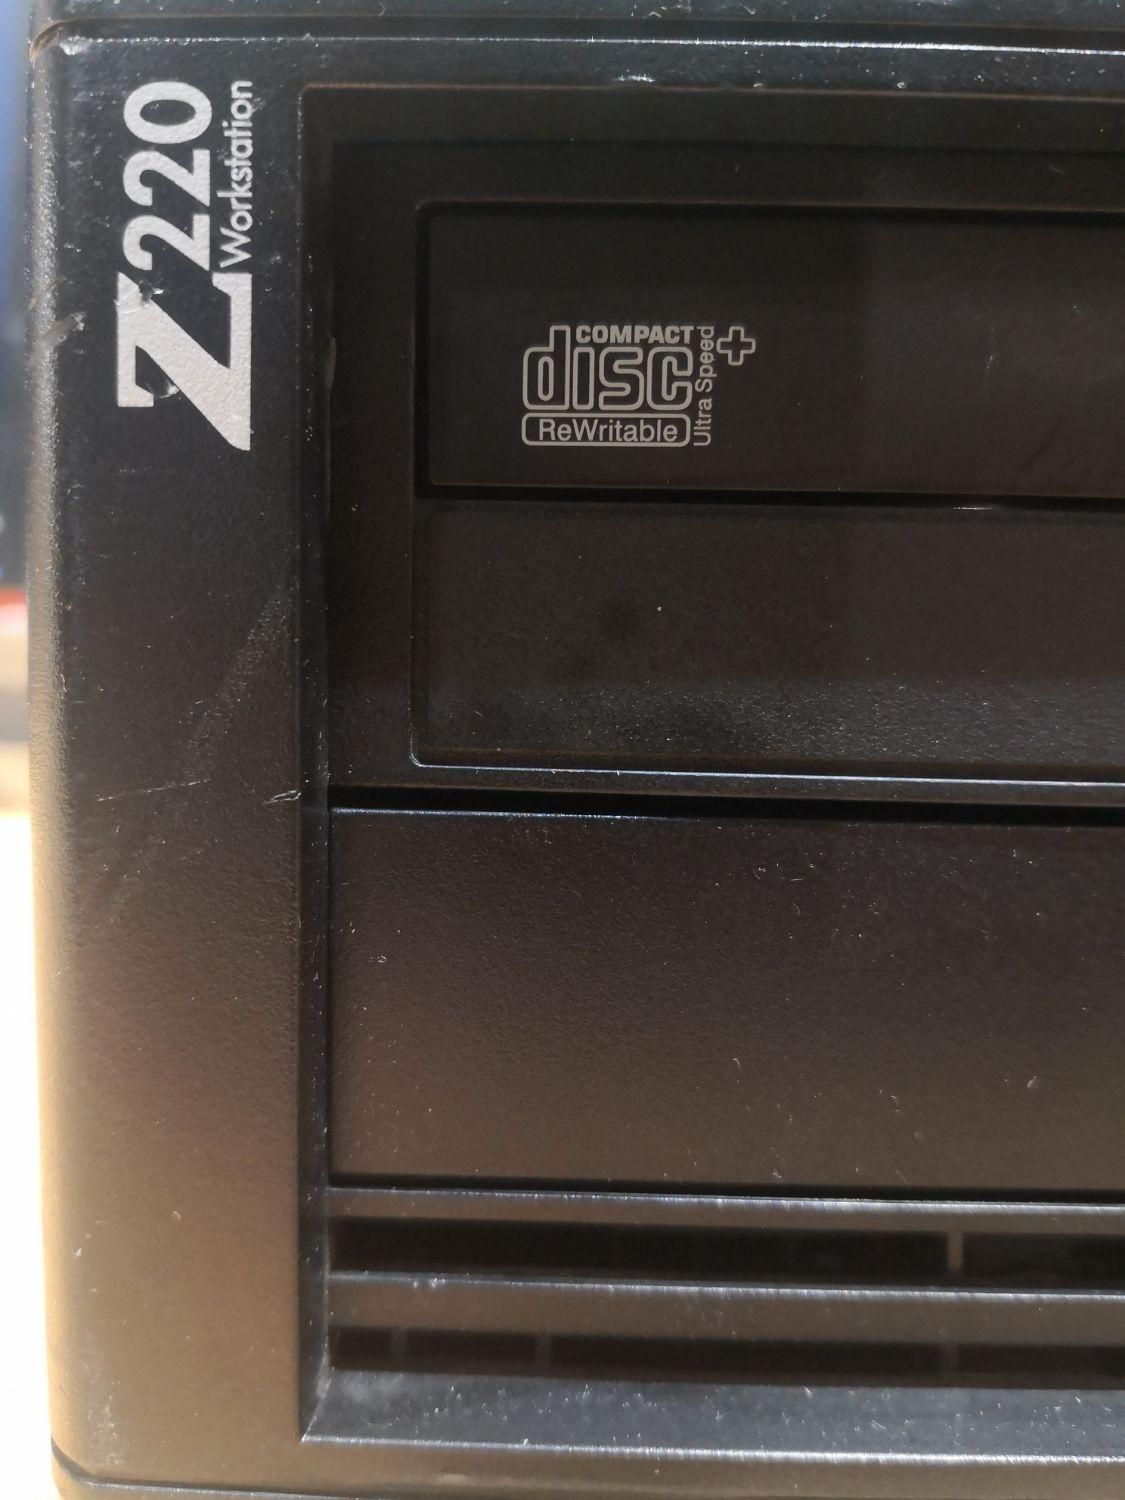 Z220
Workstation
COMPACT
disc
ReWritable
Ultra Speed
+